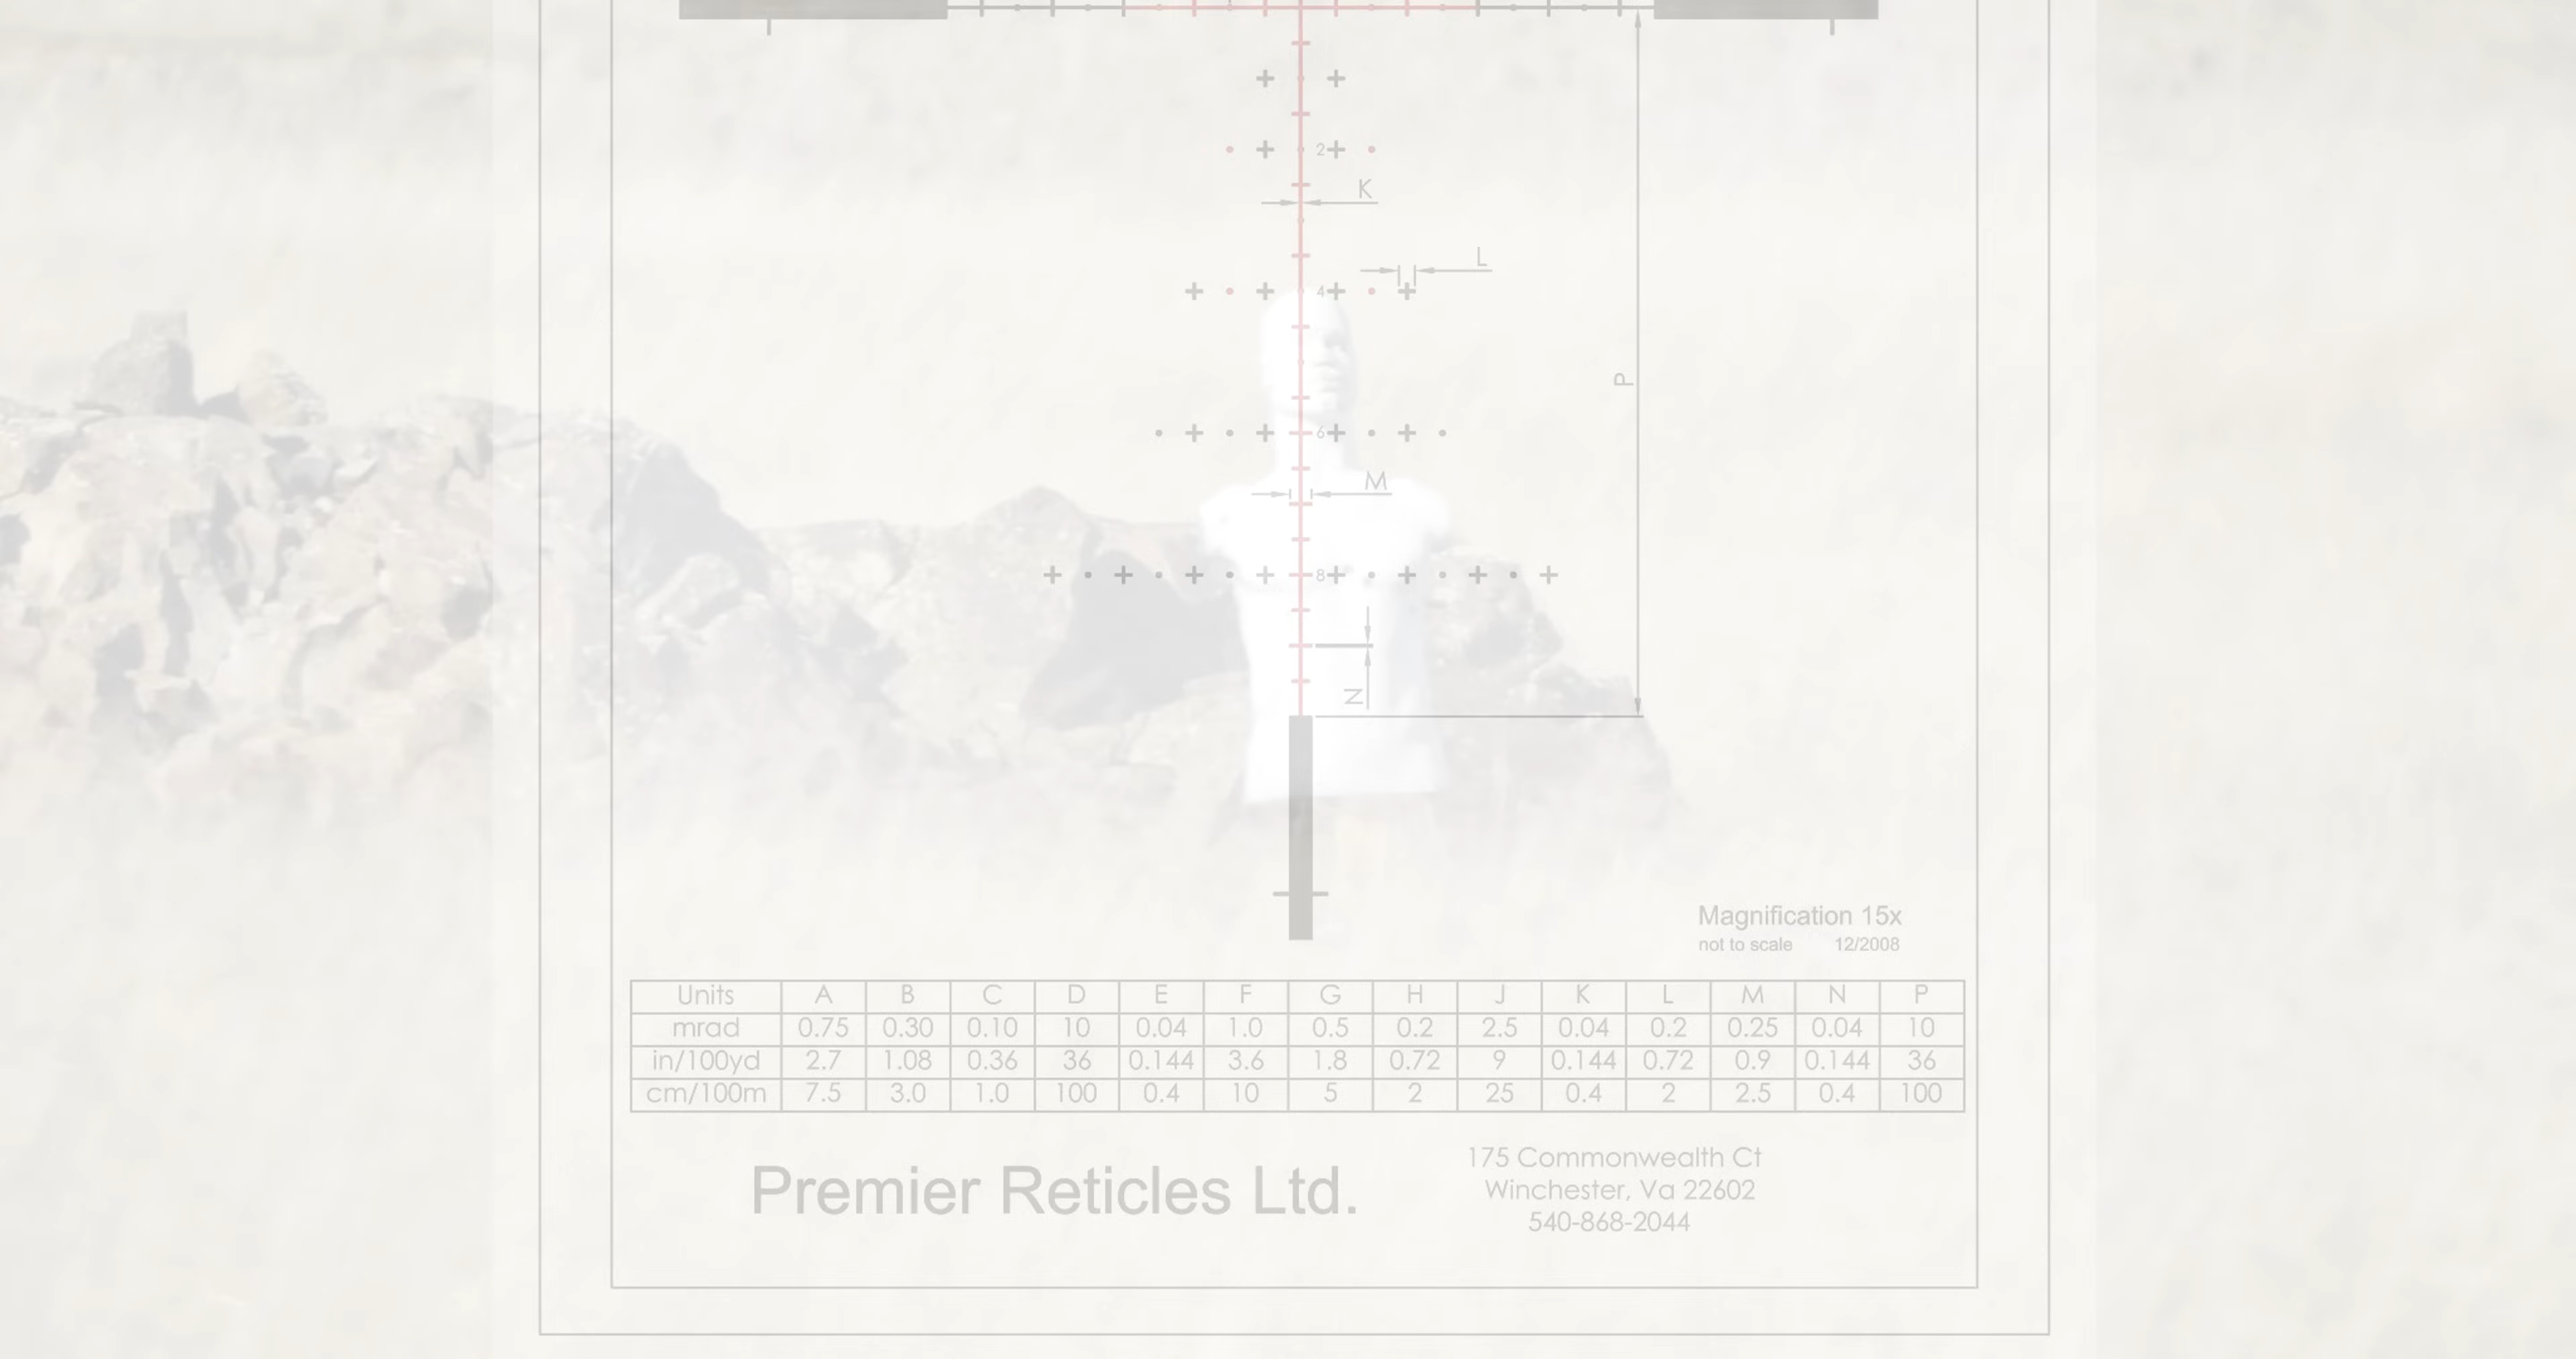 2
K
L
4
P
6
M
8
N
Magnification 15x
not to scale 12/2008
Units A B C D E F G H J K L M N P
mrad 0.75 0.30 0.10 10 0.04 1.0 0.5 0.2 2.5 0.04 0.2 0.25 0.04 10
in/100yd 2.7 1.08 0.36 36 0.144 3.6 1.8 0.72 9 0.144 0.72 0.9 0.144 36
cm/100m 7.5 3.0 1.0 100 0.4 10 5 2 25 0.4 2 2.5 0.4 100
Premier Reticles Ltd.
175 Commonwealth Ct
Winchester, Va 22602
540-868-2044